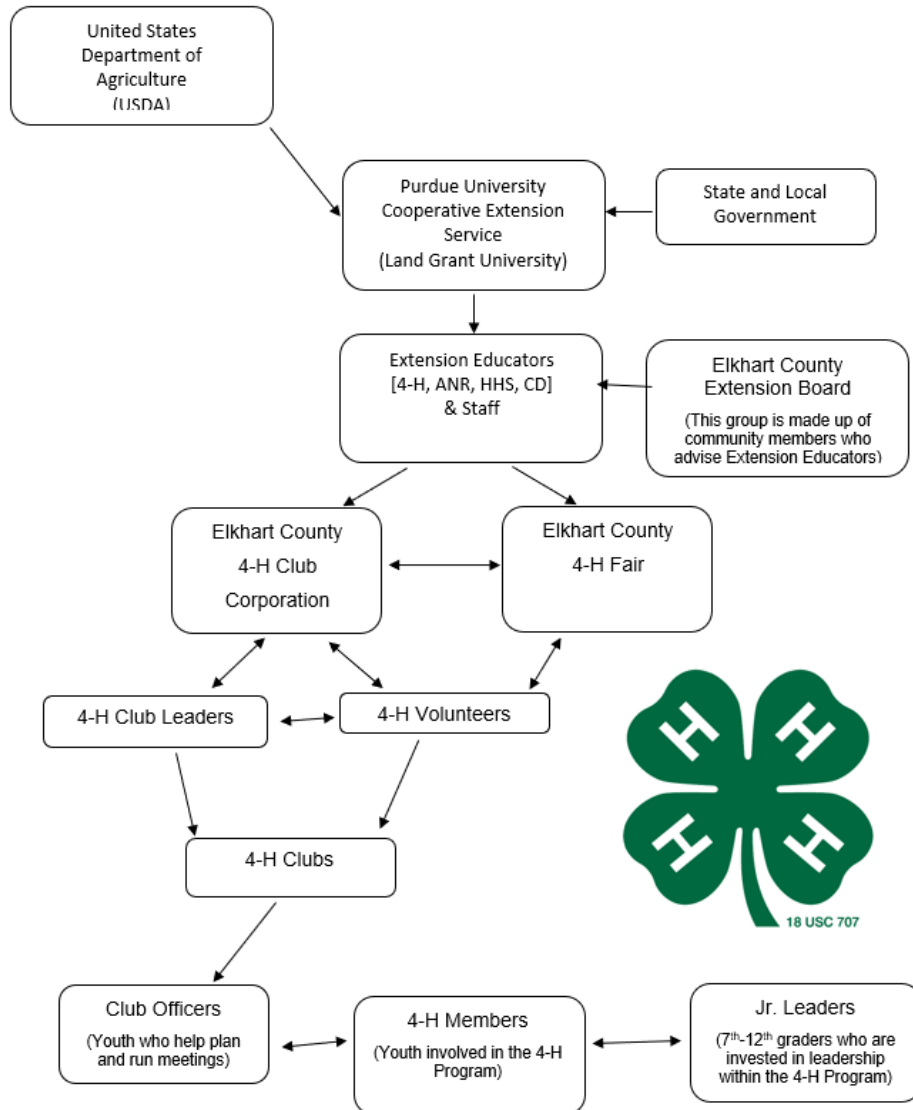 United States
Department of
Agriculture
(USDA)
Purdue University
Cooperative Extension
Service
(Land Grant University)
State and Local
Government
Extension Educators
[4-H, ANR, HHS, CD]
& Staff
Elkhart County
Extension Board
(This group is made up of
community members who
advise Extension Educators)
Elkhart County
4-H Club
Corporation
Elkhart County
4-H Fair
4-H Club Leaders
4-H Volunteers
H H
H H
18 USC 707
4-H Clubs
Club Officers
(Youth who help plan
and run meetings)
4-H Members
(Youth involved in the 4-H
Program)
Jr. Leaders
(7th-12th graders who are
invested in leadership
within the 4-H Program)